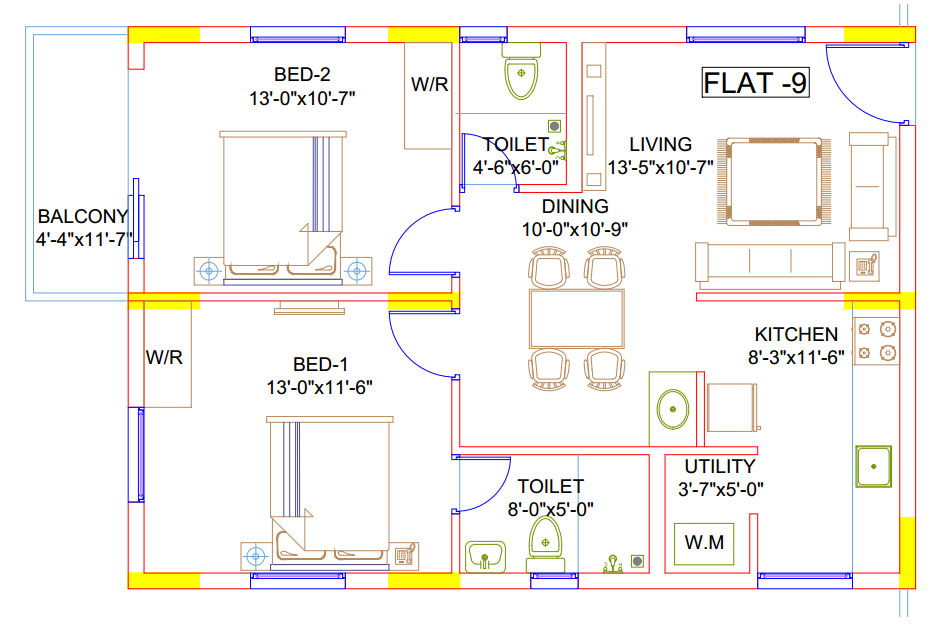 BED-2
13'-0"x10'-7"
W/R
FLAT -9
TOILET
4'-6"x6'-0"
LIVING
13'-5"x10'-7"
BALCONY
4'-4"x11'-7"
DINING
10'-0"x10'-9"
KITCHEN
8'-3"x11'-6"
W/R
BED-1
13'-0"x11'-6"
TOILET
8'-0"x5'-0"
UTILITY
3'-7"x5'-0"
W.M